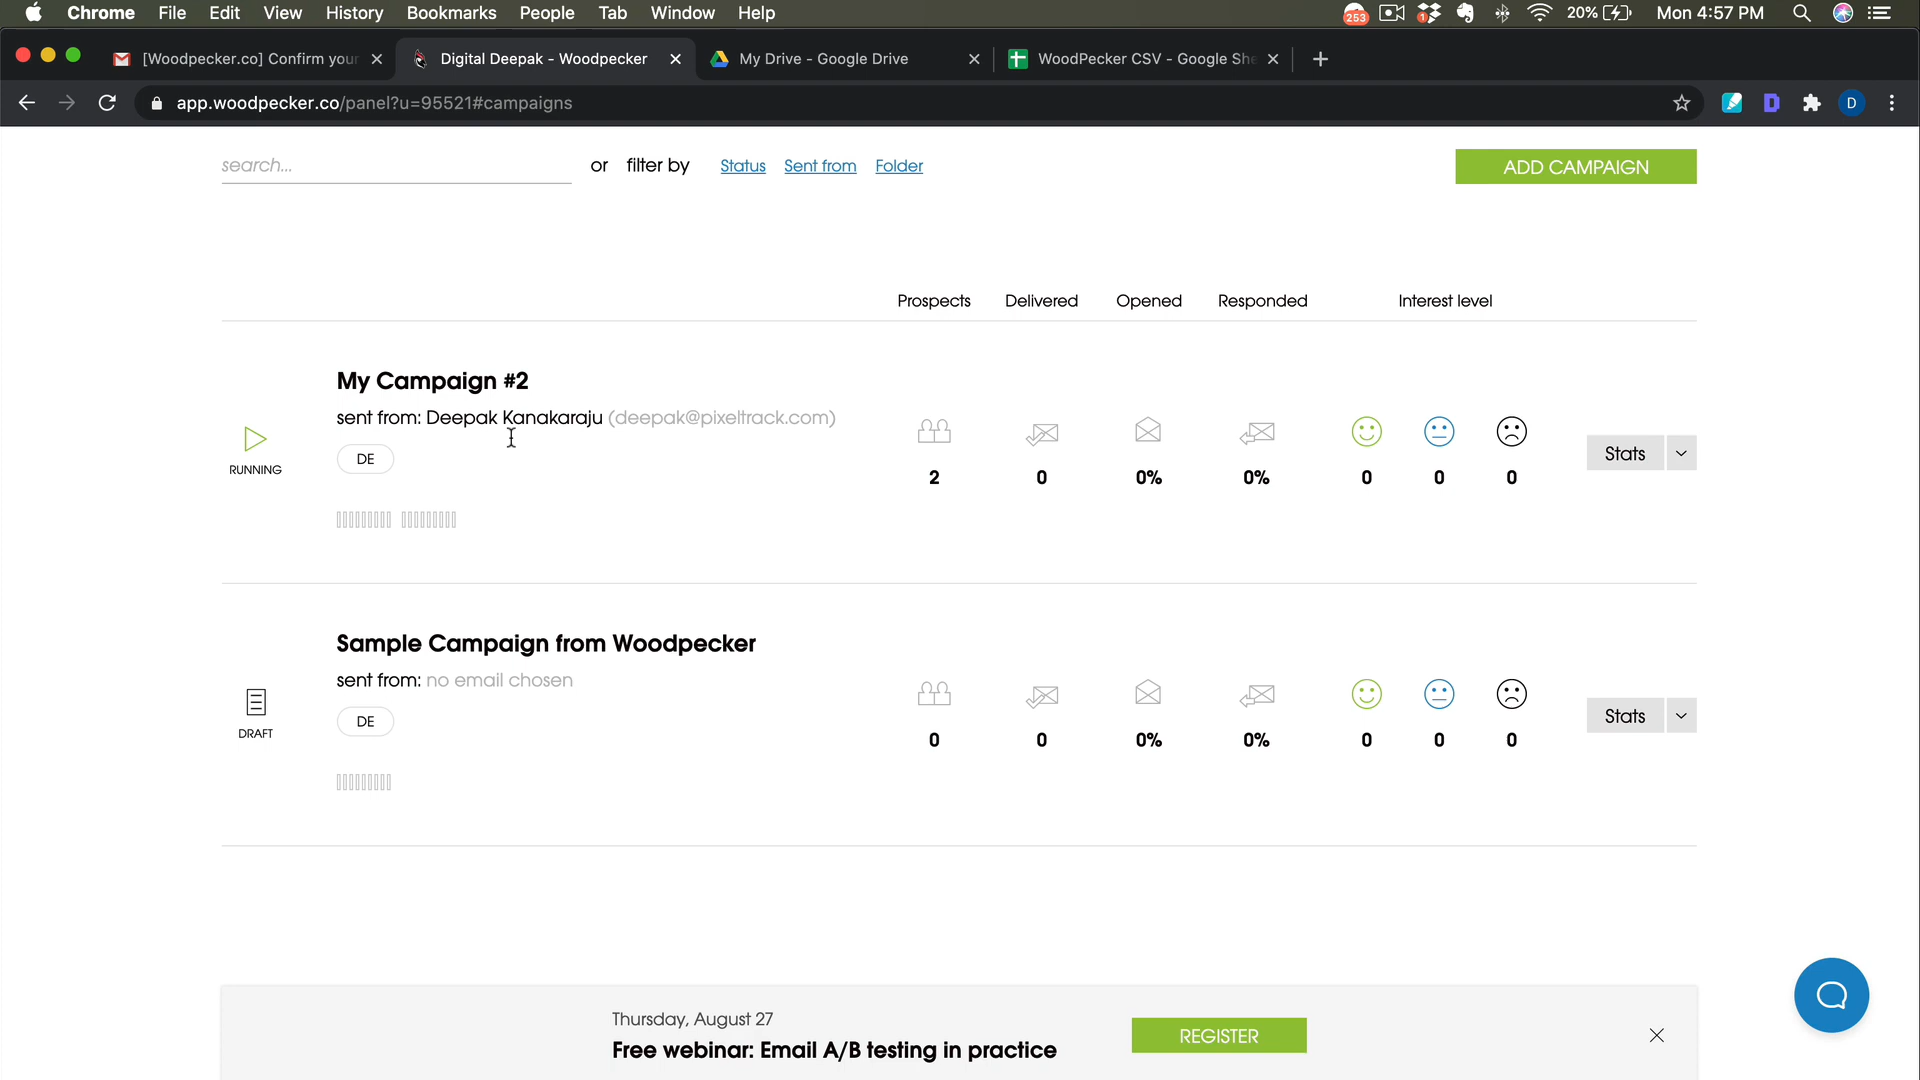 Chrome File Edit View History Bookmarks People Tab Window Help 253 1 20% Mon 4:57 PM
[Woodpecker.co] Confirm your Digital Deepak - Woodpecker My Drive - Google Drive WoodPecker CSV - Google She
app.woodpecker.co/panel?u=95521#campaigns D D
search... or filter by Status Sent from Folder ADD CAMPAIGN
Prospects Delivered Opened Responded Interest level
My Campaign #2
sent from: Deepak Kanakaraju (deepak@pixeltrack.com)
DE
RUNNING
2 0 0% 0% 0 0 0
Stats
Sample Campaign from Woodpecker
sent from: no email chosen
DE
DRAFT
0 0 0% 0% 0 0 0
Stats
Thursday, August 27
Free webinar: Email A/B testing in practice
REGISTER